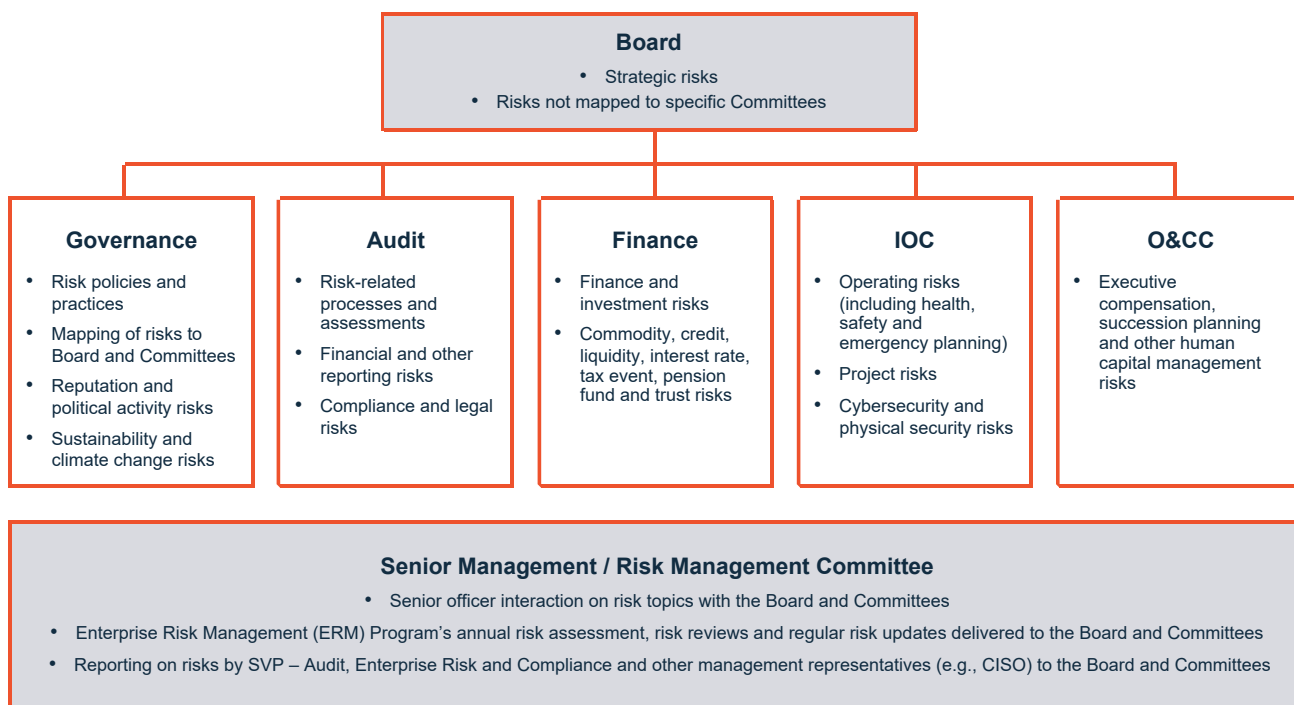 Board
• Strategic risks
• Risks not mapped to specific Committees
Governance
• Risk policies and
practices
• Mapping of risks to
Board and Committees
• Reputation and
political activity risks
• Sustainability and
climate change risks
Audit
• Risk-related
processes and
assessments
• Financial and other
reporting risks
• Compliance and legal
risks
Finance
• Finance and
investment risks
• Commodity, credit,
liquidity, interest rate,
tax event, pension
fund and trust risks
IOC
• Operating risks
(including health,
safety and
emergency planning)
• Project risks
• Cybersecurity and
physical security risks
O&CC
• Executive
compensation,
succession planning
and other human
capital management
risks
Senior Management / Risk Management Committee
• Senior officer interaction on risk topics with the Board and Committees
• Enterprise Risk Management (ERM) Program’s annual risk assessment, risk reviews and regular risk updates delivered to the Board and Committees
• Reporting on risks by SVP – Audit, Enterprise Risk and Compliance and other management representatives (e.g., CISO) to the Board and Committees